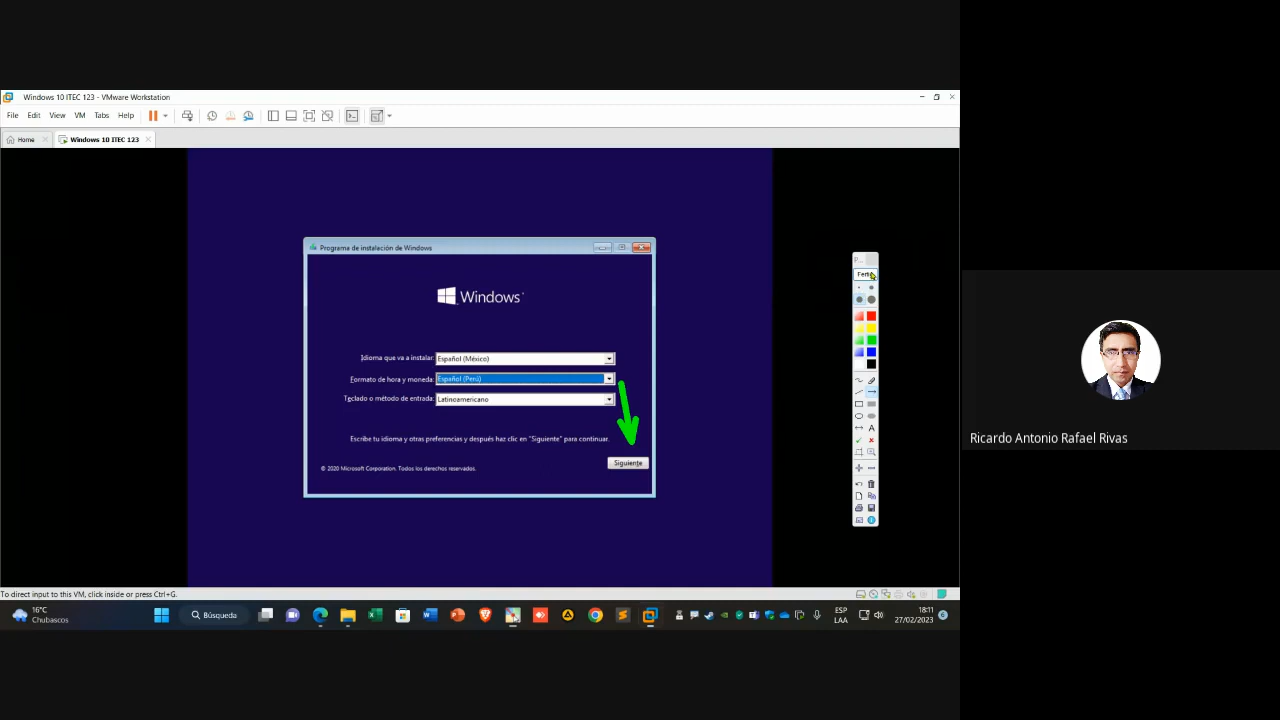 Windows 10 ITEC 123 - VMware Workstation
File Edit View VM Tabs Help
Home
Windows 10 ITEC 123
Programa de instalación de Windows
Windows
Idioma que va a instalar: Español (México)
Formato de hora y moneda: Español (Perú)
Teclado o método de entrada: Latinoamericano
Escribe tu idioma y otras preferencias y después haz clic en "Siguiente" para continuar.
Siguiente
© 2020 Microsoft Corporation. Todos los derechos reservados.
P...
A
Ricardo Antonio Rafael Rivas
To direct input to this VM, click inside or press Ctrl+G.
16°C
Chubascos
Búsqueda
ESP
LAA
18:11
27/02/2023